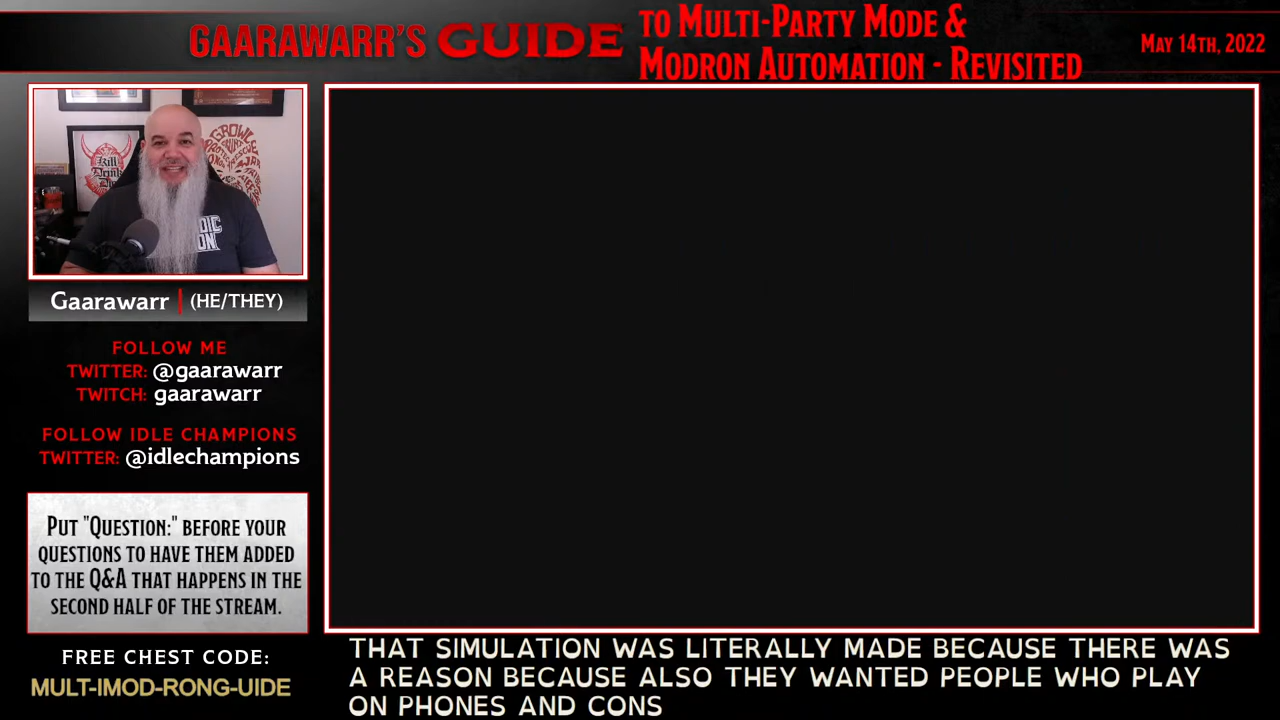 GAARAWARR'S GUIDE
TO MULTI-PARTY MODE &
MODRON AUTOMATION - REVISITED
MAY 14TH, 2022
Kill
Drink
Gaarawarr | (HE/THEY)
FOLLOW ME
TWITTER: @gaarawarr
TWITCH: gaarawarr
FOLLOW IDLE CHAMPIONS
TWITTER: @idlechampions
PUT "QUESTION:" BEFORE YOUR
QUESTIONS TO HAVE THEM ADDED
TO THE Q&A THAT HAPPENS IN THE
SECOND HALF OF THE STREAM.
FREE CHEST CODE:
MULT-IMOD-RONG-UIDE
THAT SIMULATION WAS LITERALLY MADE BECAUSE THERE WAS
A REASON BECAUSE ALSO THEY WANTED PEOPLE WHO PLAY
ON PHONES AND CONS